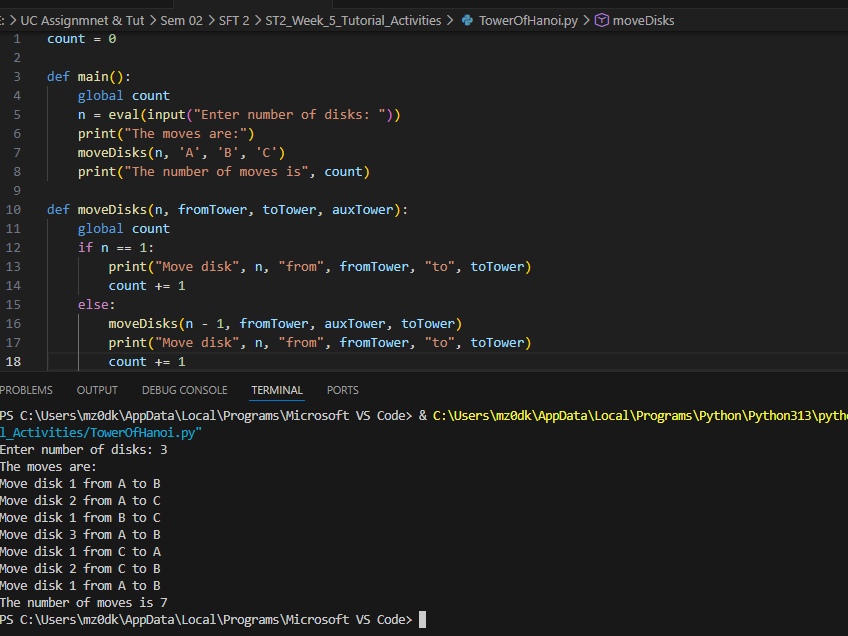 : > UC Assignmnet & Tut > Sem 02 > SFT 2 > ST2_Week_5_Tutorial_Activities > TowerOfHanoi.py > moveDisks
1 count = 0
2
3 def main():
4     global count
5     n = eval(input("Enter number of disks: "))
6     print("The moves are:")
7     moveDisks(n, 'A', 'B', 'C')
8     print("The number of moves is", count)
9
10 def moveDisks(n, fromTower, toTower, auxTower):
11     global count
12     if n == 1:
13         print("Move disk", n, "from", fromTower, "to", toTower)
14         count += 1
15     else:
16         moveDisks(n - 1, fromTower, auxTower, toTower)
17         print("Move disk", n, "from", fromTower, "to", toTower)
18         count += 1
PROBLEMS OUTPUT DEBUG CONSOLE TERMINAL PORTS
PS C:\Users\mz0dk\AppData\Local\Programs\Microsoft VS Code> & C:\Users\mz0dk\AppData\Local\Programs\Python\Python313\pytho
l_Activities/TowerOfHanoi.py"
Enter number of disks: 3
The moves are:
Move disk 1 from A to B
Move disk 2 from A to C
Move disk 1 from B to C
Move disk 3 from A to B
Move disk 1 from C to A
Move disk 2 from C to B
Move disk 1 from A to B
The number of moves is 7
PS C:\Users\mz0dk\AppData\Local\Programs\Microsoft VS Code>